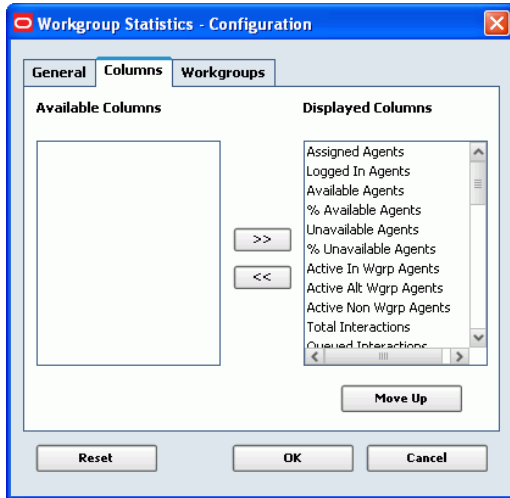 Workgroup Statistics - Configuration
General Columns Workgroups
Available Columns
Displayed Columns
Assigned Agents
Logged In Agents
Available Agents
% Available Agents
Unavailable Agents
% Unavailable Agents
Active In Wgrp Agents
Active Alt Wgrp Agents
Active Non Wgrp Agents
Total Interactions
Queued Interactions
>>
<<
Move Up
Reset OK Cancel